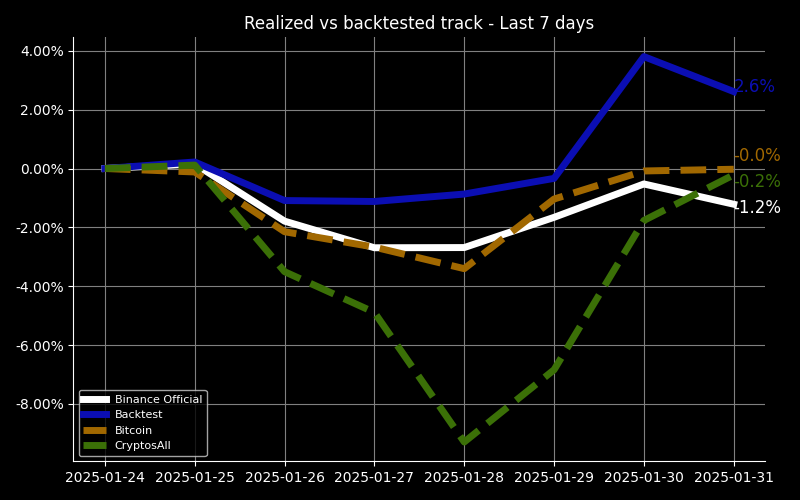 Realized vs backtested track - Last 7 days
4.00%
2.00%
0.00%
-2.00%
-4.00%
-6.00%
-8.00%
2.6%
-0.0%
-0.2%
-1.2%
Binance Official
Backtest
Bitcoin
CryptosAll
2025-01-24 2025-01-25 2025-01-26 2025-01-27 2025-01-28 2025-01-29 2025-01-30 2025-01-31